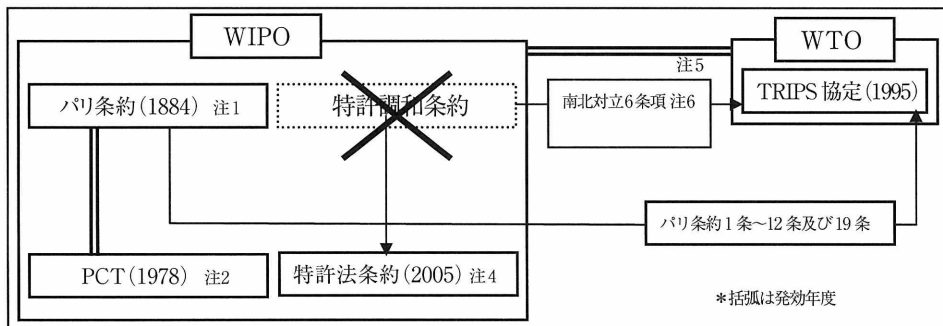 WIPO
WTO
注5
パリ条約(1884) 注1
特許調和条約
南北対立6条項 注6
TRIPS協定(1995)
パリ条約1条～12条及び19条
PCT(1978) 注2
特許法条約(2005) 注4
*括弧は発効年度